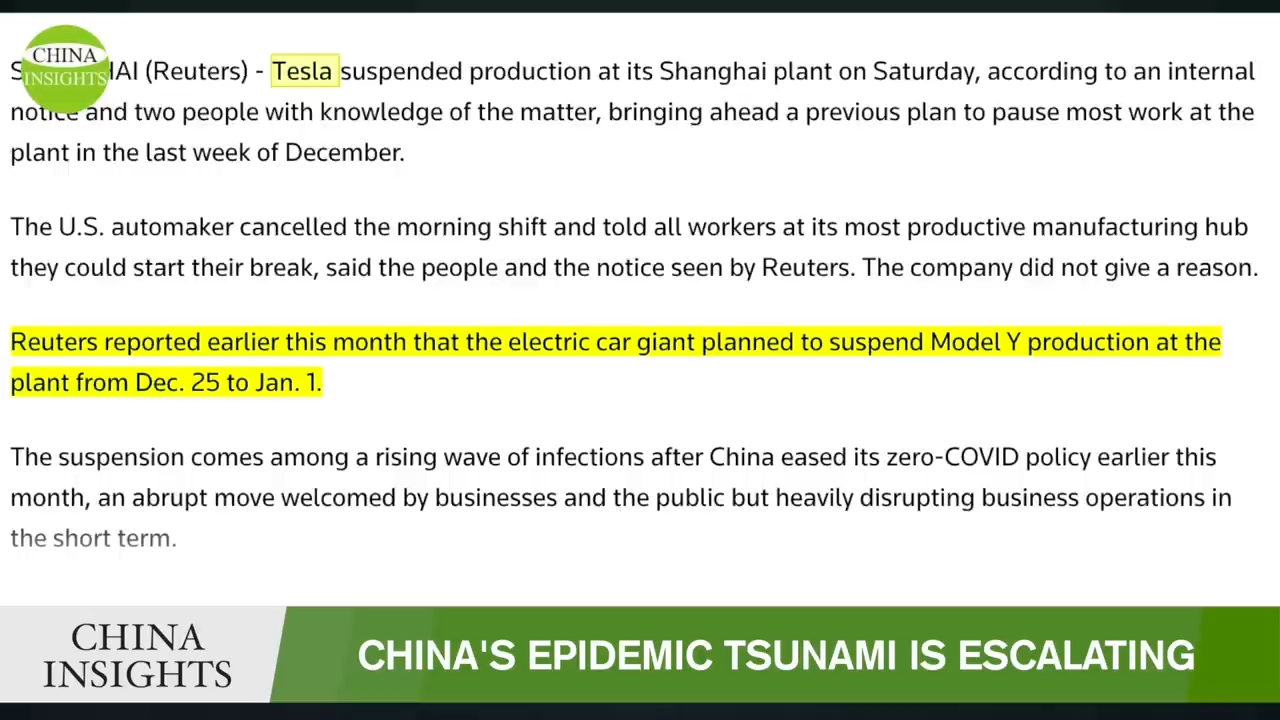 CHINA
INSIGHTS
(Reuters) - Tesla suspended production at its Shanghai plant on Saturday, according to an internal
notice and two people with knowledge of the matter, bringing ahead a previous plan to pause most work at the
plant in the last week of December.
The U.S. automaker cancelled the morning shift and told all workers at its most productive manufacturing hub
they could start their break, said the people and the notice seen by Reuters. The company did not give a reason.
Reuters reported earlier this month that the electric car giant planned to suspend Model Y production at the
plant from Dec. 25 to Jan. 1.
The suspension comes among a rising wave of infections after China eased its zero-COVID policy earlier this
month, an abrupt move welcomed by businesses and the public but heavily disrupting business operations in
the short term.
CHINA
INSIGHTS
CHINA'S EPIDEMIC TSUNAMI IS ESCALATING